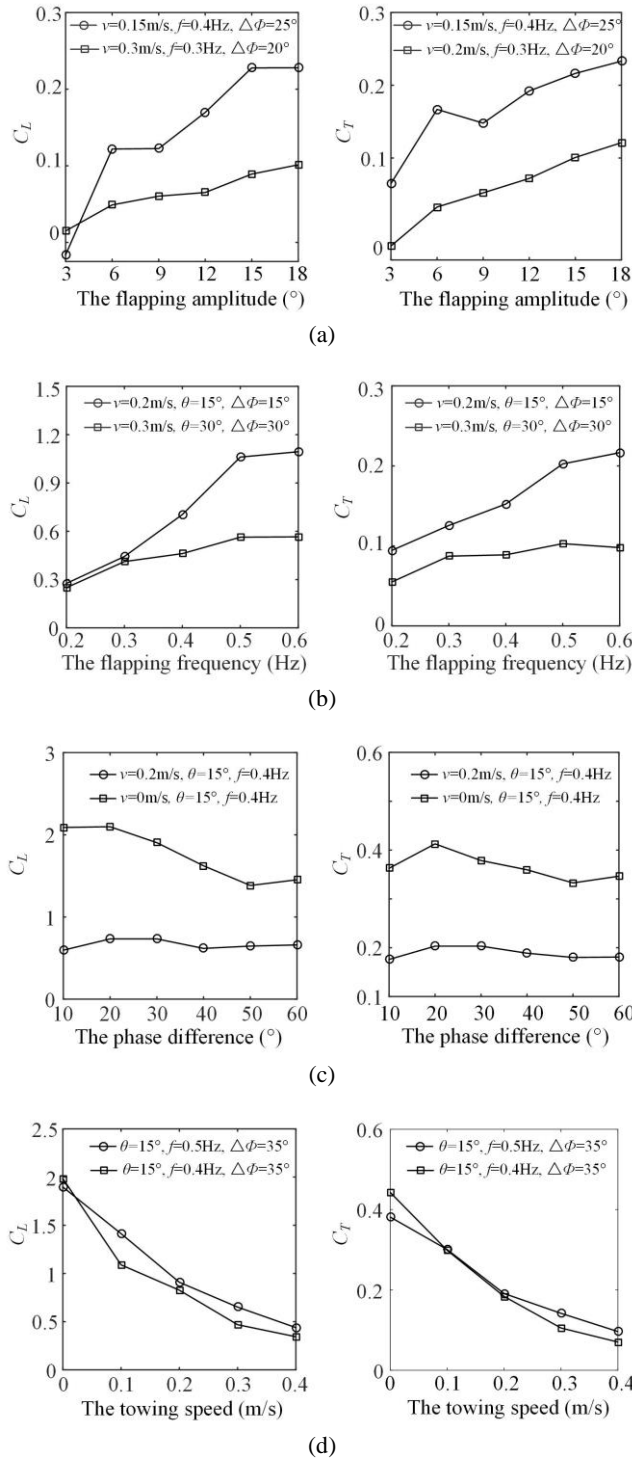 v=0.15m/s, f=0.4Hz, △Φ=25°
v=0.3m/s, f=0.3Hz, △Φ=20°
0.3
0.2
0.1
0
C_L
3 6 9 12 15 18
The flapping amplitude (°)
v=0.15m/s, f=0.4Hz, △Φ=25°
v=0.2m/s, f=0.3Hz, △Φ=20°
0.3
0.2
0.1
0
C_T
3 6 9 12 15 18
The flapping amplitude (°)
(a)
v=0.2m/s, θ=15°, △Φ=15°
v=0.3m/s, θ=30°, △Φ=30°
1.5
1.2
0.9
0.6
0.3
0
C_L
0.2 0.3 0.4 0.5 0.6
The flapping frequency (Hz)
v=0.2m/s, θ=15°, △Φ=15°
v=0.3m/s, θ=30°, △Φ=30°
0.3
0.2
0.1
0
C_T
0.2 0.3 0.4 0.5 0.6
The flapping frequency (Hz)
(b)
v=0.2m/s, θ=15°, f=0.4Hz
v=0m/s, θ=15°, f=0.4Hz
3
2
1
0
C_L
10 20 30 40 50 60
The phase difference (°)
v=0.2m/s, θ=15°, f=0.4Hz
v=0m/s, θ=15°, f=0.4Hz
0.6
0.4
0.2
0.1
C_T
10 20 30 40 50 60
The phase difference (°)
(c)
θ=15°, f=0.5Hz, △Φ=35°
θ=15°, f=0.4Hz, △Φ=35°
2.5
2
1.5
1
0.5
0
C_L
0 0.1 0.2 0.3 0.4
The towing speed (m/s)
θ=15°, f=0.5Hz, △Φ=35°
θ=15°, f=0.4Hz, △Φ=35°
0.6
0.4
0.2
0
C_T
0 0.1 0.2 0.3 0.4
The towing speed (m/s)
(d)